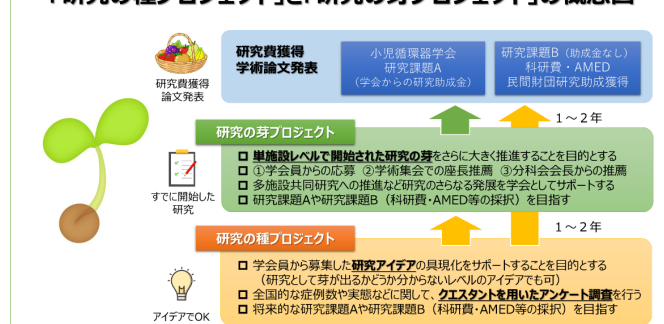 「研究の種プロジェクト」と「研究の芽プロジェクト」の概念図
研究費獲得
論文発表
研究費獲得
学術論文発表
小児循環器学会
研究課題A
(学会からの研究助成金)
研究課題B(助成金なし)
科研費・AMED
民間財団研究助成獲得
1~2年
すでに開始した
研究
研究の芽プロジェクト
□ 単施設レベルで開始された研究の芽をさらに大きく推進することを目的とする
□ ①学会員からの応募 ②学術集会での座長推薦 ③分科会会長からの推薦
□ 多施設共同研究への推進など研究のさらなる発展を学会としてサポートする
□ 研究課題Aや研究課題B(科研費・AMED等の採択)を目指す
1~2年
アイデアでOK
研究の種プロジェクト
□ 学会員から募集した研究アイデアの具現化をサポートすることを目的とする
(研究として芽が出るかどうか分からないレベルのアイデアでも可)
□ 全国的な症例数や実態などに関して、クエスタントを用いたアンケート調査を行う
□ 将来的な研究課題Aや研究課題B(科研費・AMED等の採択)を目指す